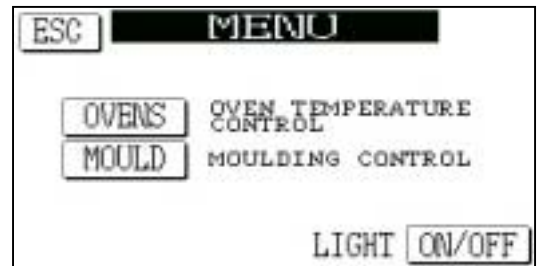 ESC MENU
OVENS OVEN TEMPERATURE
CONTROL
MOULD MOULDING CONTROL
LIGHT ON/OFF